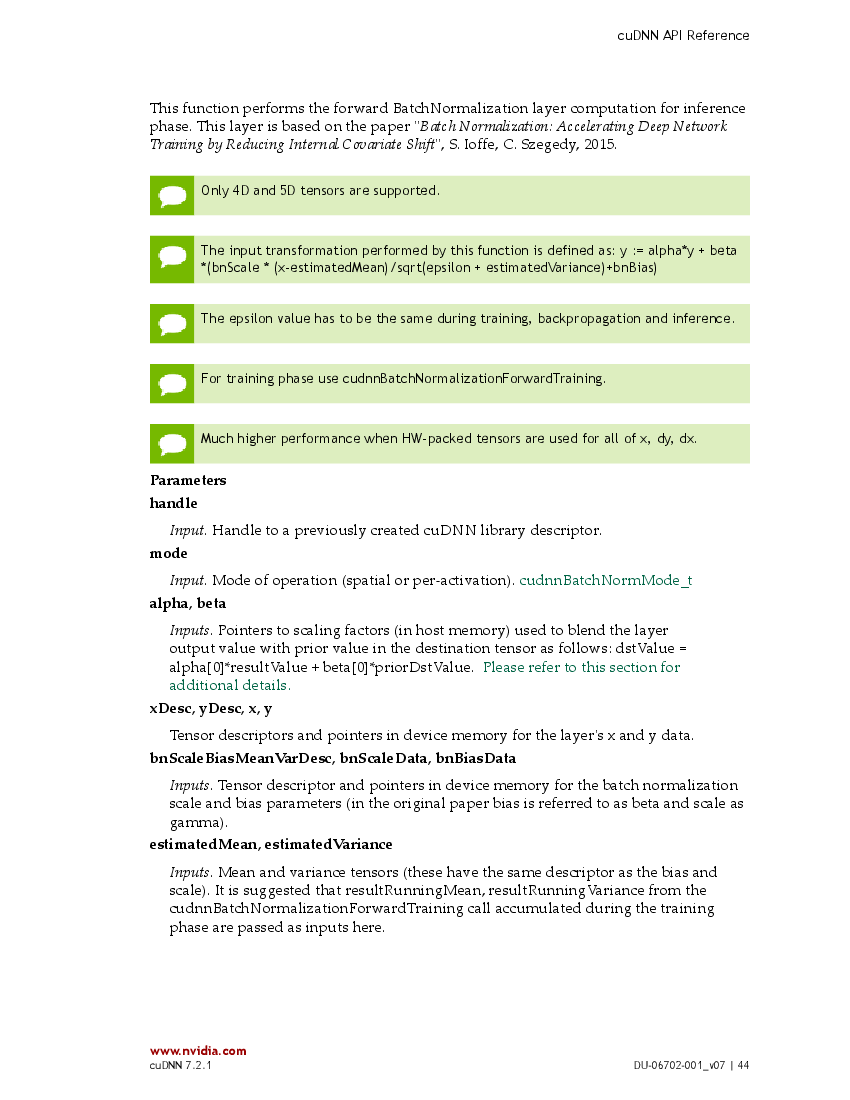 cuDNN API Reference
This function performs the forward BatchNormalization layer computation for inference
phase. This layer is based on the paper "Batch Normalization: Accelerating Deep Network
Training by Reducing Internal Covariate Shift", S. Ioffe, C. Szegedy, 2015.
Only 4D and 5D tensors are supported.
The input transformation performed by this function is defined as: y := alpha*y + beta
*(bnScale * (x-estimatedMean)/sqrt(epsilon + estimatedVariance)+bnBias)
The epsilon value has to be the same during training, backpropagation and inference.
For training phase use cudnnBatchNormalizationForwardTraining.
Much higher performance when HW-packed tensors are used for all of x, dy, dx.
Parameters
handle
Input. Handle to a previously created cuDNN library descriptor.
mode
Input. Mode of operation (spatial or per-activation). cudnnBatchNormMode_t
alpha, beta
Inputs. Pointers to scaling factors (in host memory) used to blend the layer
output value with prior value in the destination tensor as follows: dstValue =
alpha[0]*resultValue + beta[0]*priorDstValue. Please refer to this section for
additional details.
xDesc, yDesc, x, y
Tensor descriptors and pointers in device memory for the layer's x and y data.
bnScaleBiasMeanVarDesc, bnScaleData, bnBiasData
Inputs. Tensor descriptor and pointers in device memory for the batch normalization
scale and bias parameters (in the original paper bias is referred to as beta and scale as
gamma).
estimatedMean, estimatedVariance
Inputs. Mean and variance tensors (these have the same descriptor as the bias and
scale). It is suggested that resultRunningMean, resultRunningVariance from the
cudnnBatchNormalizationForwardTraining call accumulated during the training
phase are passed as inputs here.
www.nvidia.com
cuDNN 7.2.1
DU-06702-001_v07 | 44